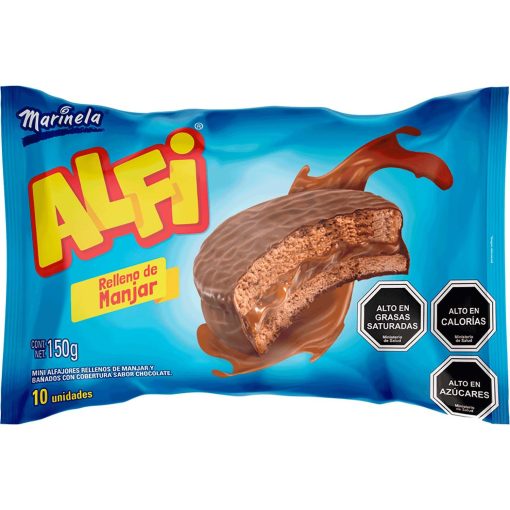 Marinela
ALFi®
Relleno de
Manjar
CONT.
NET. 150g
MINI ALFAJORES RELLENOS DE MANJAR Y
BAÑADOS CON COBERTURA SABOR CHOCOLATE.
10 unidades
ALTO EN
GRASAS
SATURADAS
Ministerio
de Salud
ALTO EN
CALORÍAS
Ministerio
de Salud
ALTO EN
AZÚCARES
Ministerio
de Salud